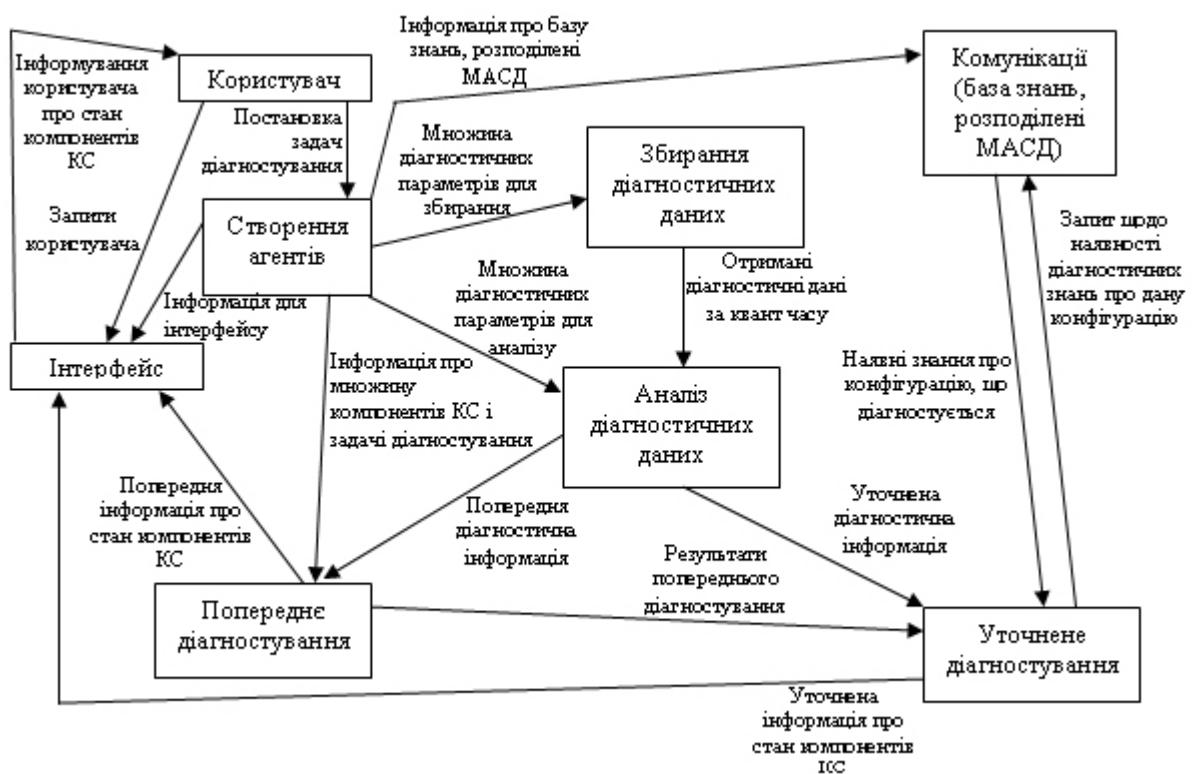 Інформування
користувача
про стан
компонентів
КС
Користувач
Постановка
задач
діагностування
Інформація про базу
знань, розподілені
МАСД
Комунікації
(база знань,
розподілені
МАСД)
Множина
діагностичних
параметрів для
збирання
Збирання
діагностичних
даних
Запити
користувача
Створення
агентів
Запит щодо
наявності
діагностичних
знань про дану
конфігурацію
Інформація для
інтерфейсу
Множина
діагностичних
параметрів для
аналізу
Отримані
діагностичні дані
за квант часу
Інтерфейс
Інформація про
множину
компонентів КС і
задачі діагностування
Аналіз
діагностичних
даних
Наявні знання про
конфігурацію, що
діагностується
Попередня
інформація про
стан компонентів
КС
Попередня
діагностична
інформація
Уточнена
діагностична
інформація
Результати
попереднього
діагностування
Попереднє
діагностування
Уточнене
діагностування
Уточнена
інформація про
стан компонентів
КС